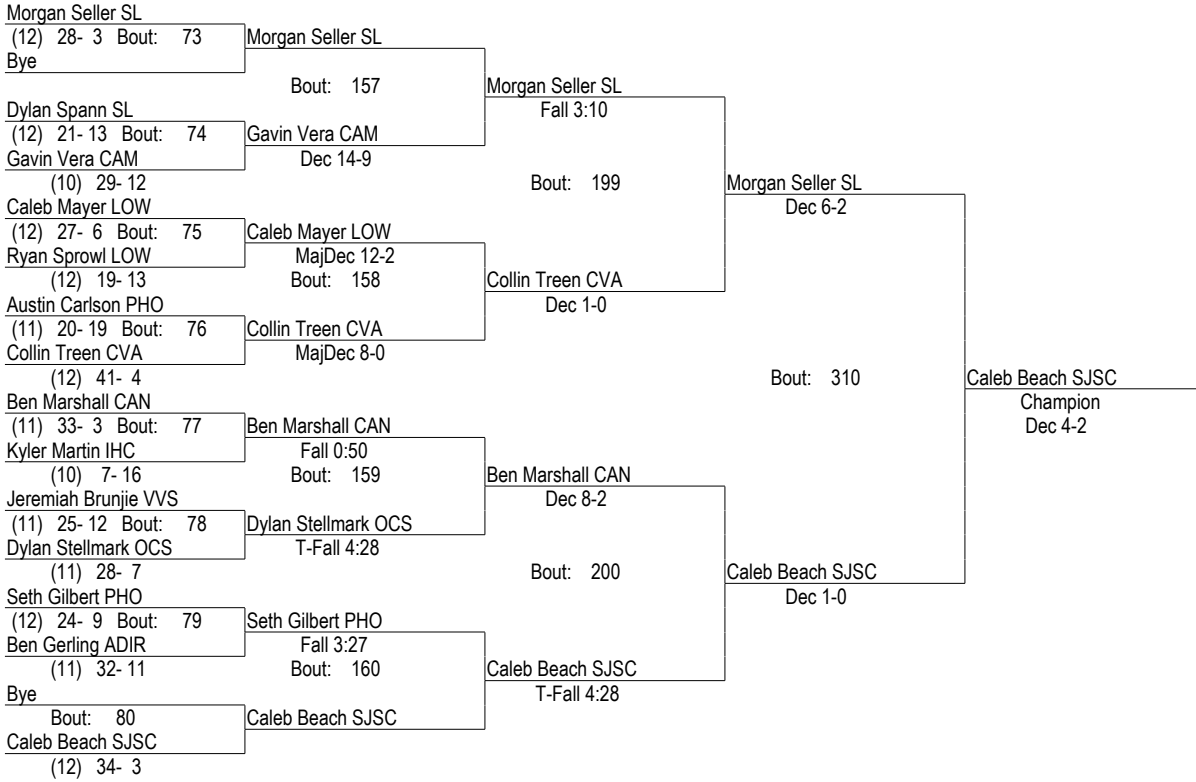 Morgan Seller SL
(12) 28- 3 Bout: 73
Morgan Seller SL
Bye
Bout: 157
Morgan Seller SL
Dylan Spann SL
Fall 3:10
(12) 21- 13 Bout: 74
Gavin Vera CAM
Gavin Vera CAM
Dec 14-9
(10) 29- 12
Bout: 199
Morgan Seller SL
Caleb Mayer LOW
Dec 6-2
(12) 27- 6 Bout: 75
Caleb Mayer LOW
Ryan Sprowl LOW
MajDec 12-2
(12) 19- 13
Bout: 158
Collin Treen CVA
Austin Carlson PHO
Dec 1-0
(11) 20- 19 Bout: 76
Collin Treen CVA
Collin Treen CVA
MajDec 8-0
(12) 41- 4
Bout: 310
Caleb Beach SJSC
Ben Marshall CAN
Champion
(11) 33- 3 Bout: 77
Ben Marshall CAN
Dec 4-2
Kyler Martin IHC
Fall 0:50
(10) 7- 16
Bout: 159
Ben Marshall CAN
Jeremiah Brunjie VVS
Dec 8-2
(11) 25- 12 Bout: 78
Dylan Stellmark OCS
Dylan Stellmark OCS
T-Fall 4:28
(11) 28- 7
Bout: 200
Caleb Beach SJSC
Seth Gilbert PHO
Dec 1-0
(12) 24- 9 Bout: 79
Seth Gilbert PHO
Ben Gerling ADIR
Fall 3:27
(11) 32- 11
Bout: 160
Caleb Beach SJSC
Bye
T-Fall 4:28
Bout: 80
Caleb Beach SJSC
Caleb Beach SJSC
(12) 34- 3